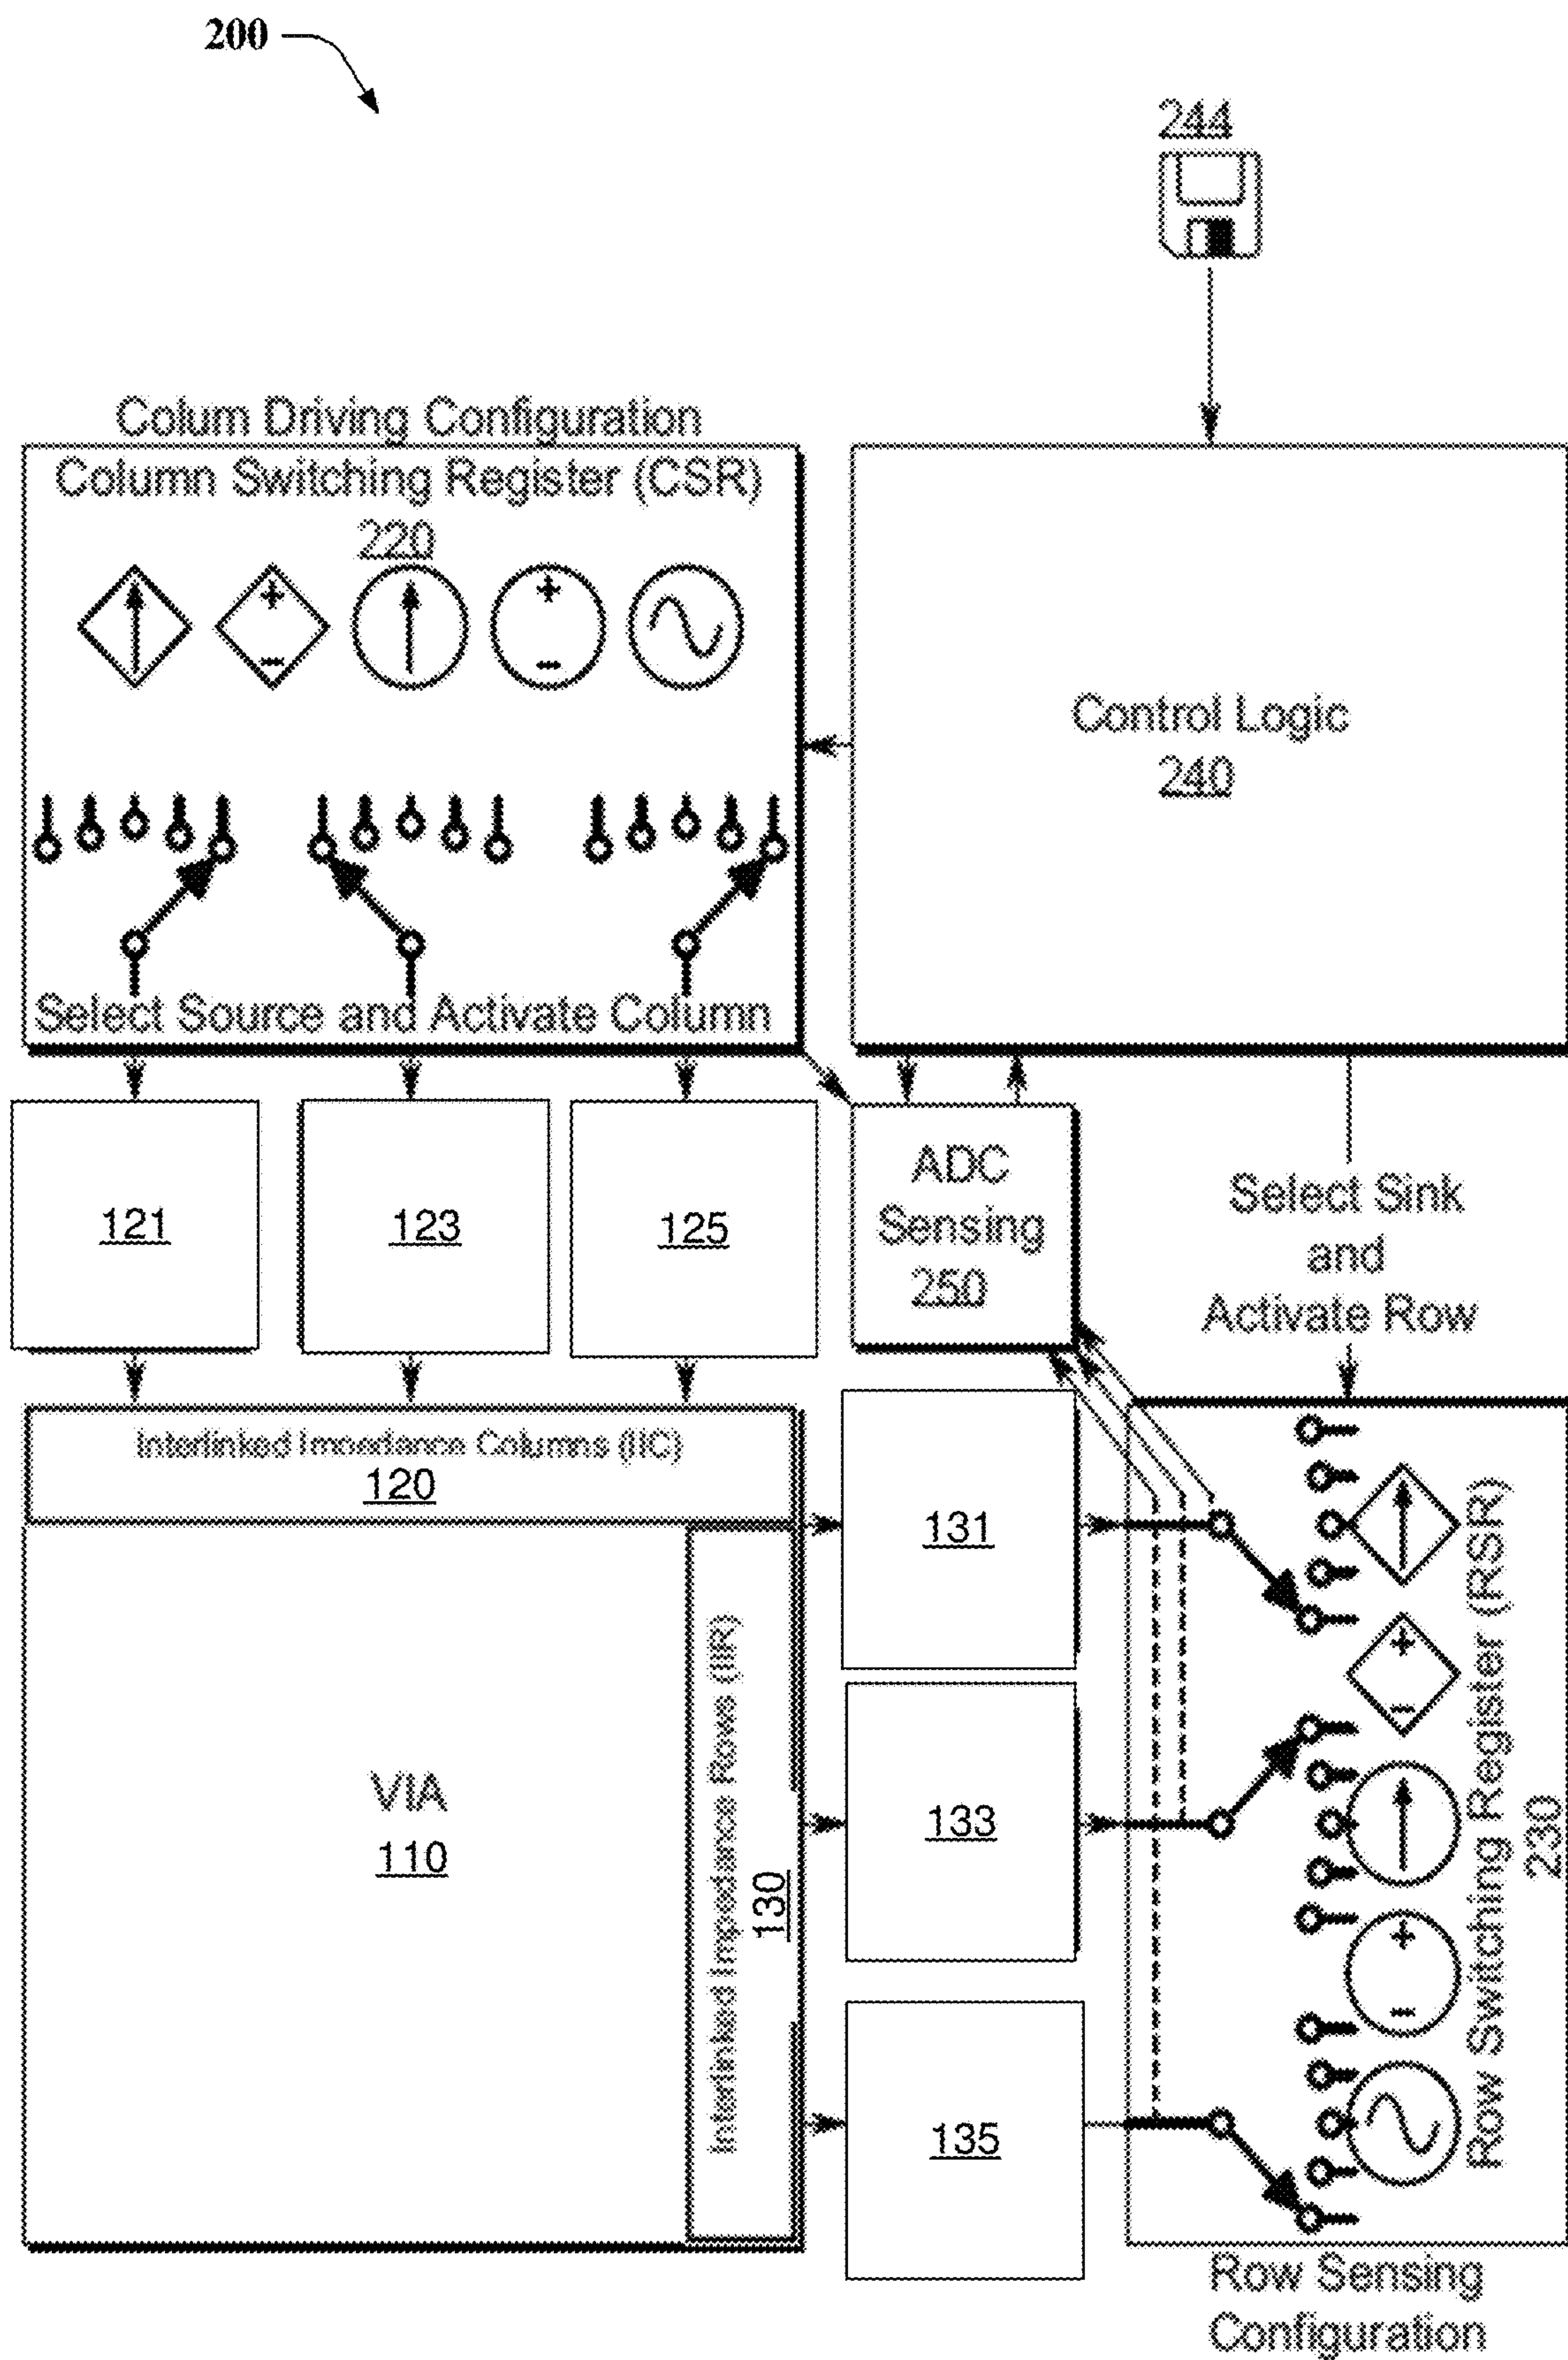 200
244
Colum Driving Configuration
Column Switching Register (CSR)
220
Select Source and Activate Column
Control Logic
240
121
123
125
ADC
Sensing
250
Select Sink
and
Activate Row
Interlinked Impedance Columns (IIC)
120
VIA
110
Interlinked Impedance Rows (IIR)
130
131
133
135
Row Switching Register (RSR)
230
Row Sensing
Configuration